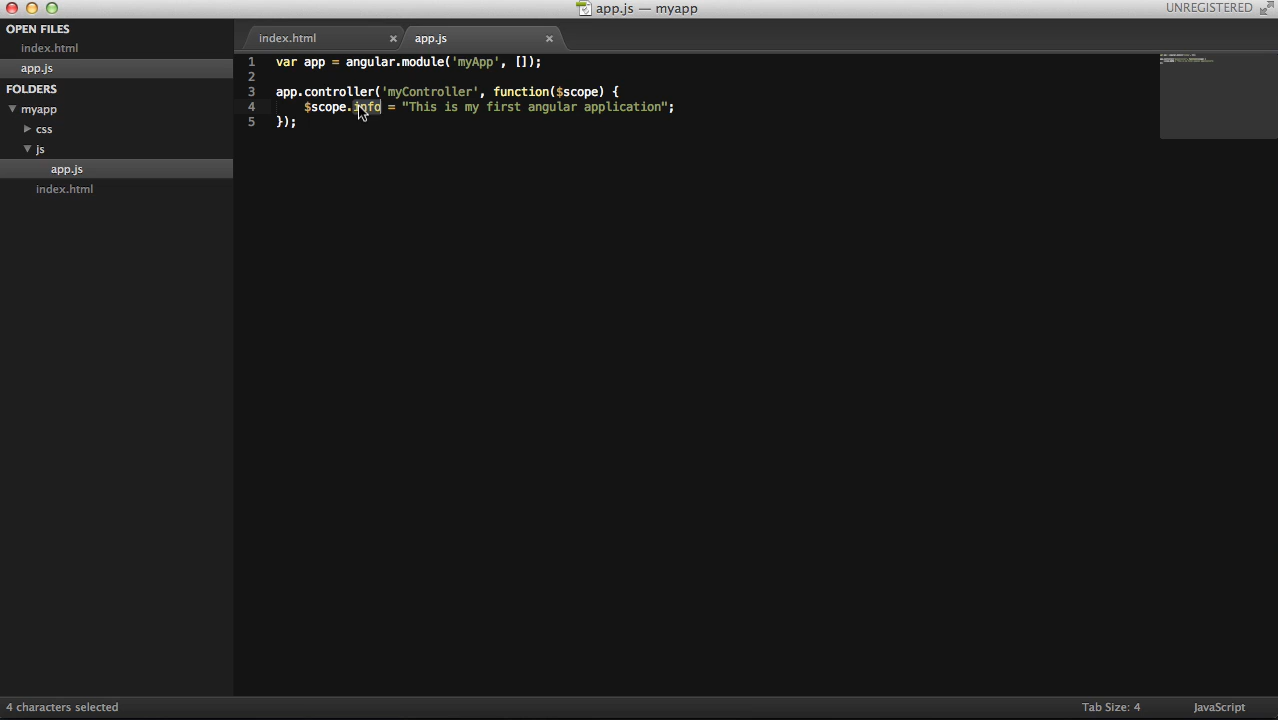 app.js — myapp
UNREGISTERED
OPEN FILES
index.html
app.js
FOLDERS
myapp
css
js
app.js
index.html
index.html × app.js ×
1 var app = angular.module('myApp', []);
2
3 app.controller('myController', function($scope) {
4 $scope.info = "This is my first angular application";
5 });
4 characters selected
Tab Size: 4
JavaScript